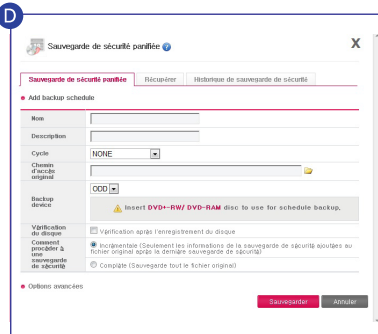 D
Sauvegarde de sécurité panifiée ?
X
Sauvegarde de sécurité panifiée Récupérer Historique de sauvegarde de sécurité
Add backup schedule
Nom
Description
Cycle NONE
Chemin
d'accès
original
Backup
device
ODD
Insert DVD+-RW/ DVD-RAM disc to use for schedule backup.
Vérification
du disque
Vérification après l'enregistrement du disque
Comment
procéder à
une
sauvegarde
de sécurité
Incrémentale (Seulement les informations de la sauvegarde de sécurité ajoutées au
fichier original après la dernière sauvegarde de sécurité)
Complète (Sauvegarde tout le fichier original)
Options avancées
Sauvegarder Annuler